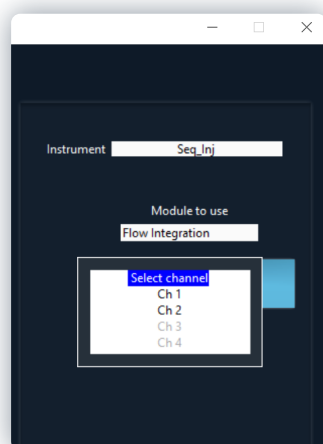 Instrument Seq_Inj
Module to use
Flow Integration
Select channel
Ch 1
Ch 2
Ch 3
Ch 4